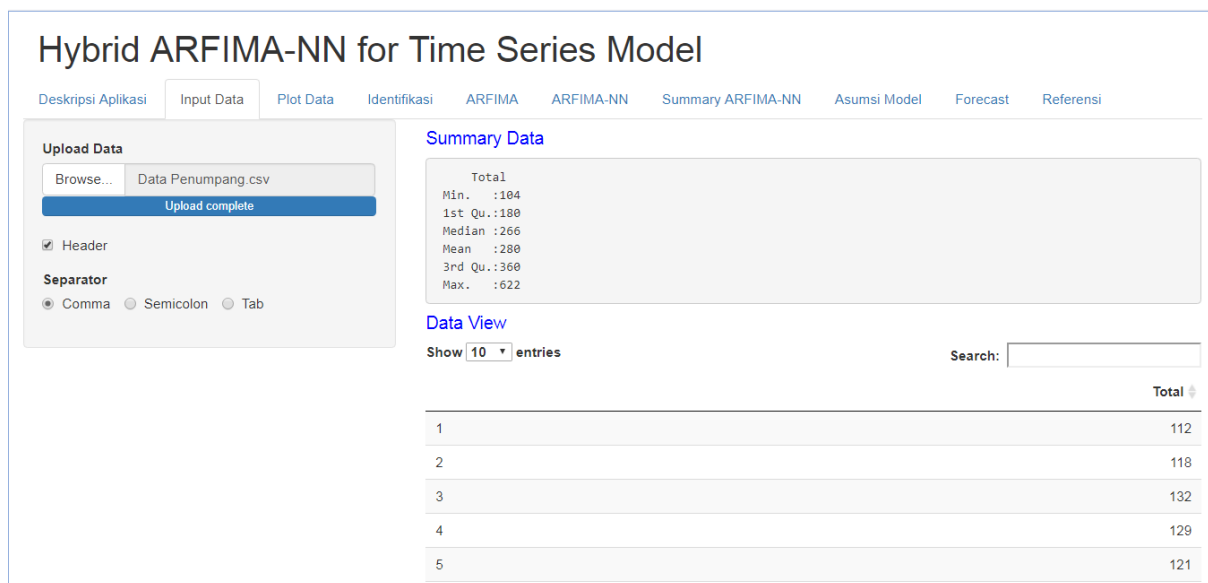 Hybrid ARFIMA-NN for Time Series Model
Deskripsi Aplikasi Input Data Plot Data Identifikasi ARFIMA ARFIMA-NN Summary ARFIMA-NN Asumsi Model Forecast Referensi
Upload Data
Browse... Data Penumpang.csv
Upload complete
Header
Separator
Comma Semicolon Tab
Summary Data
Total
Min. :104
1st Qu.:180
Median :266
Mean :280
3rd Qu.:360
Max. :622
Data View
Show 10 entries Search:
Total
1 112
2 118
3 132
4 129
5 121